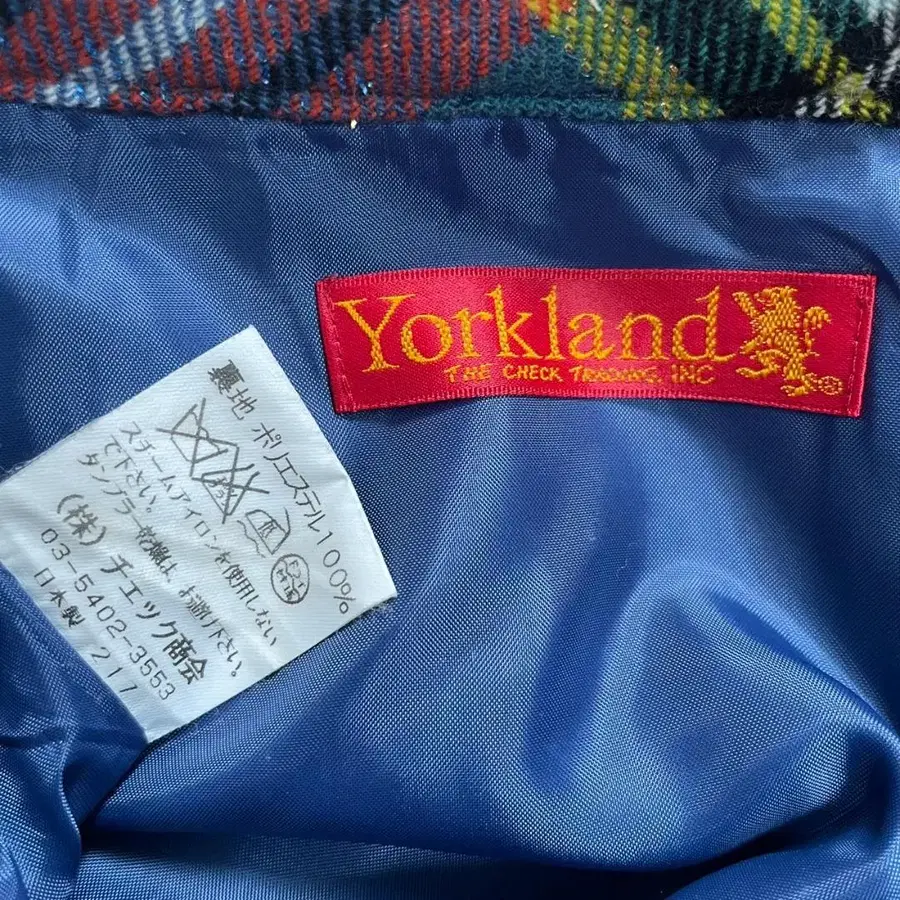 Yorkland
THE CHECK TRADING INC
裏地 ポリエステル100%
スチームアイロンを使用しない
で下さい。
タンブラー乾燥は、お避け下さい。
(株)チェック商会
03-5402-3553
日本製 217